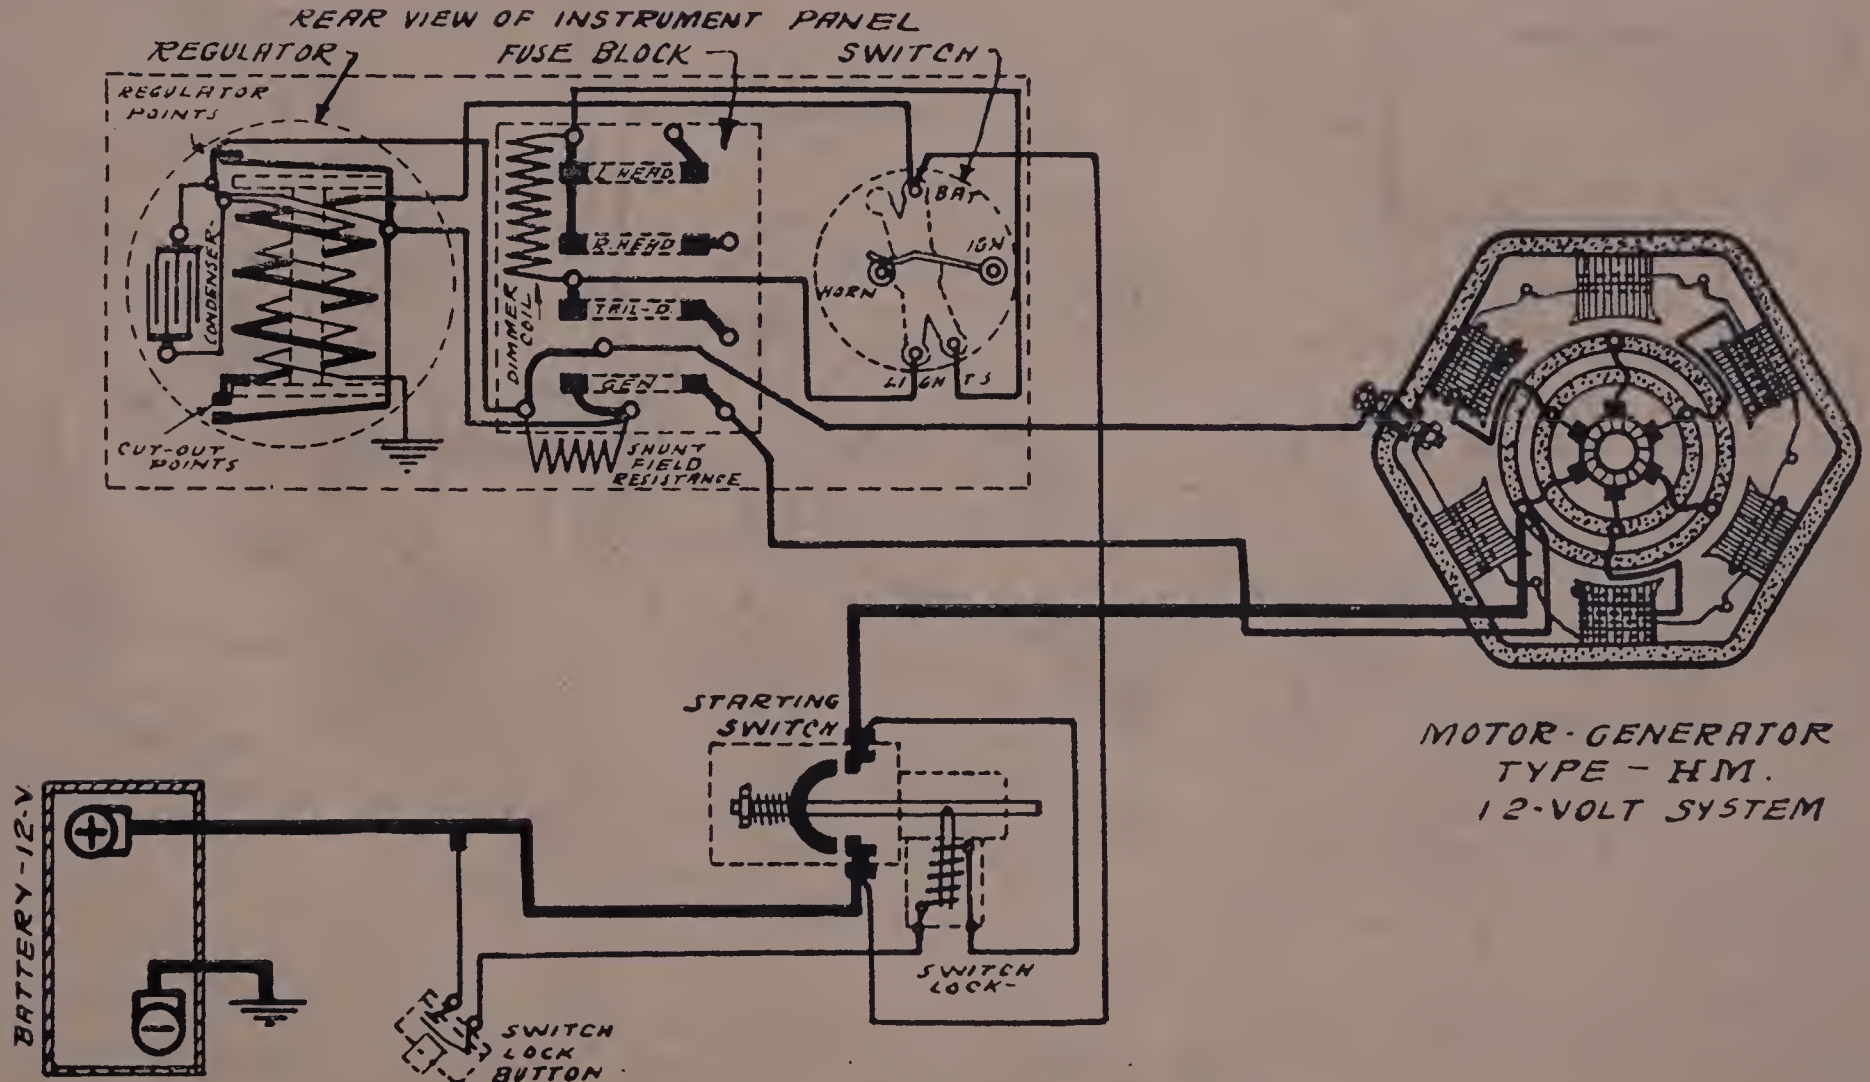 REAR VIEW OF INSTRUMENT PANEL
REGULATOR
FUSE BLOCK
SWITCH
REGULATOR
POINTS
L HEAD
R.HEAD
TAIL-D.
GEN
CONDENSER-
DIMMER
COIL
BAT
IGN
HORN
LIGHTS
CUT-OUT
POINTS
SHUNT
FIELD
RESISTANCE
MOTOR-GENERATOR
TYPE - HM.
12-VOLT SYSTEM
STARTING
SWITCH
BATTERY-12-V.
+
−
SWITCH
LOCK-
SWITCH
LOCK
BUTTON